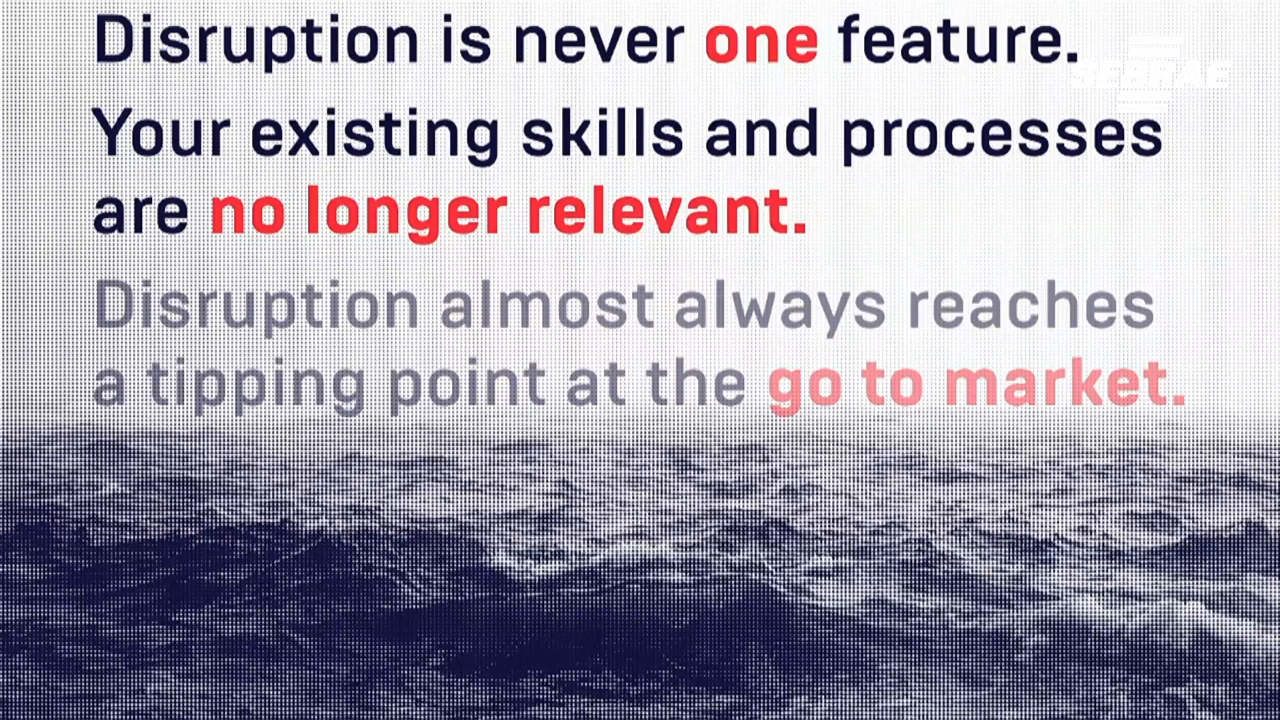 Disruption is never one feature.
SEBRAE
Your existing skills and processes
are no longer relevant.
Disruption almost always reaches
a tipping point at the go to market.